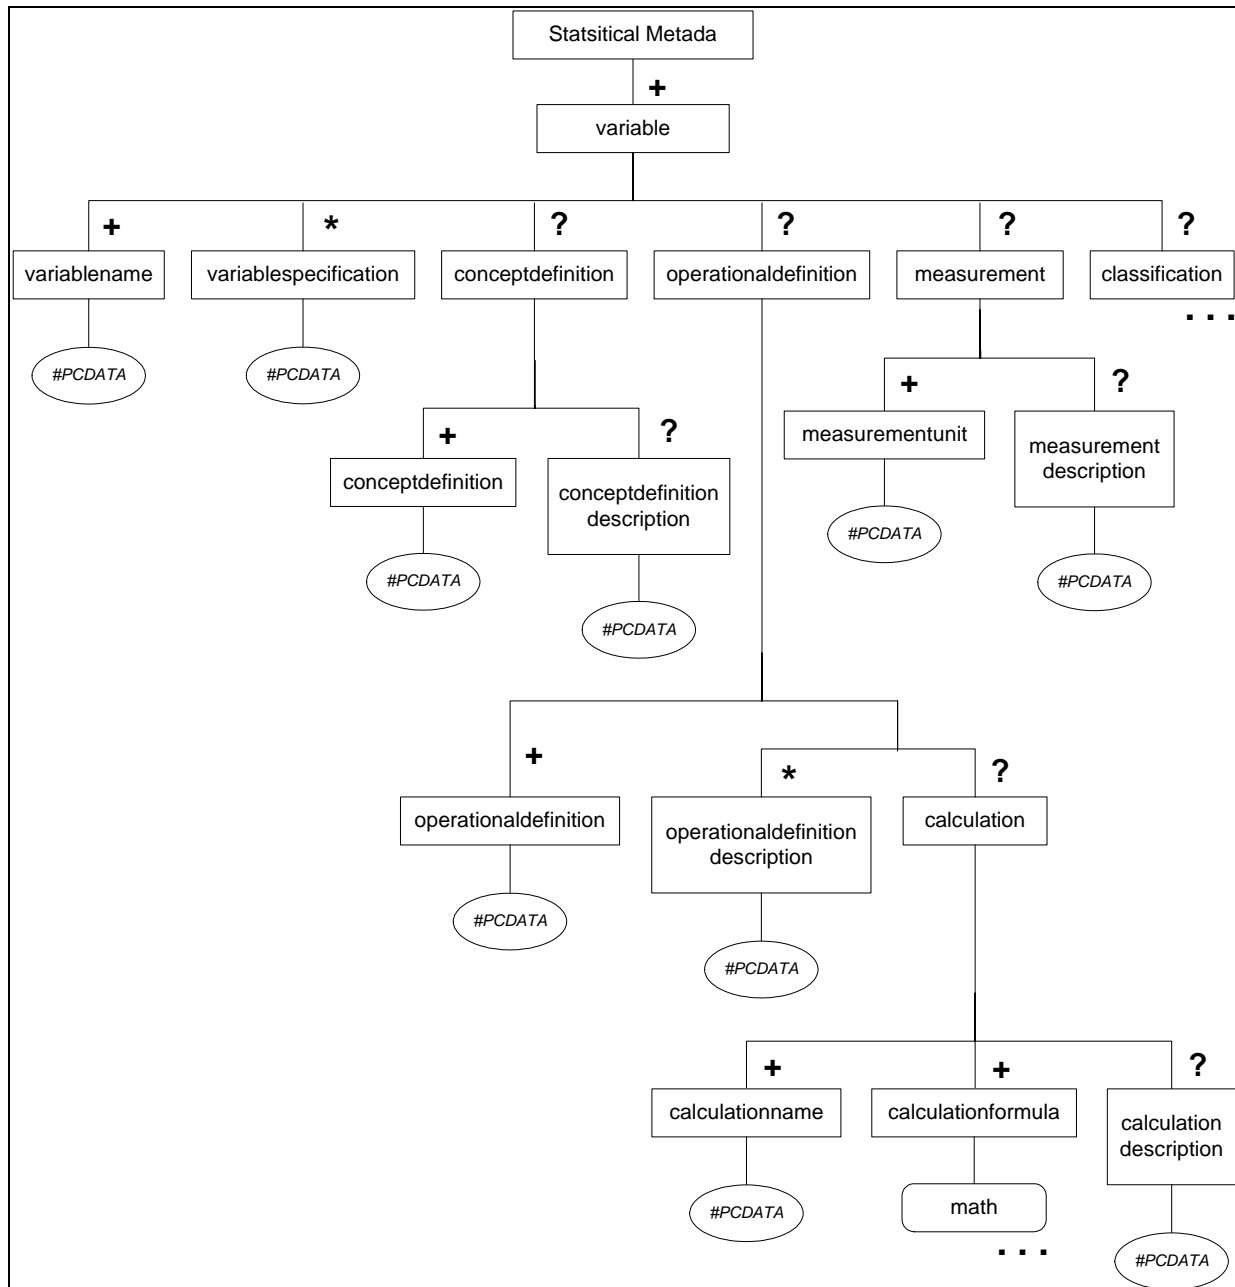 Statsitical Metada
+
variable
+ * ? ? ? ?
variablename variablespecification conceptdefinition operationaldefinition measurement classification
. . .
#PCDATA #PCDATA
+ ?
measurementunit measurement
description
+ ?
conceptdefinition conceptdefinition
description
#PCDATA
#PCDATA #PCDATA
#PCDATA
+ * ?
operationaldefinition operationaldefinition
description
calculation
#PCDATA
#PCDATA
+ + ?
calculationname calculationformula calculation
description
#PCDATA math
. . .
#PCDATA